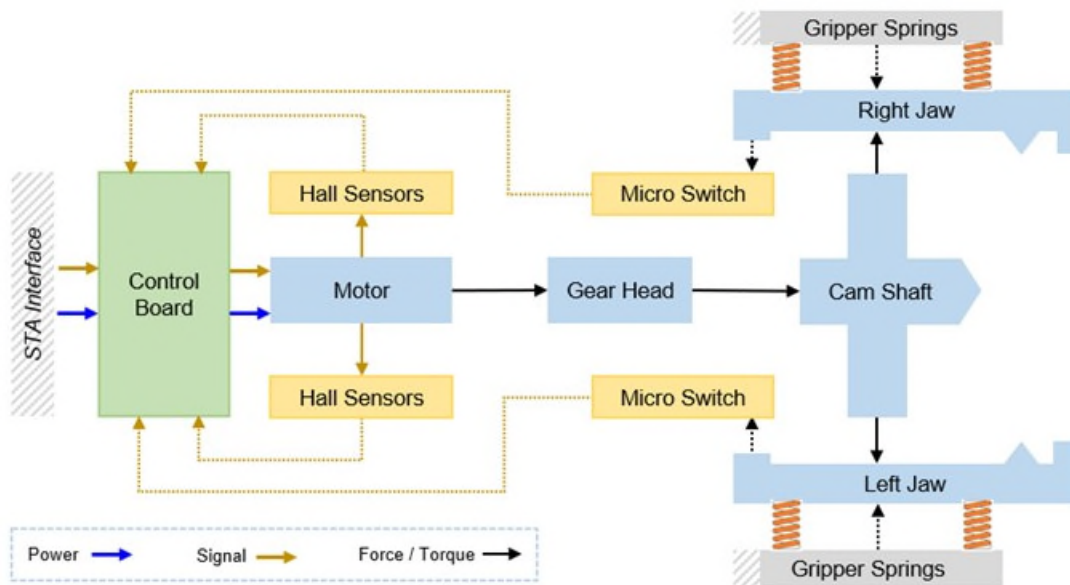 Gripper Springs
Right Jaw
Hall Sensors
Micro Switch
STA Interface
Control
Board
Motor
Gear Head
Cam Shaft
Hall Sensors
Micro Switch
Left Jaw
Gripper Springs
Power
Signal
Force / Torque